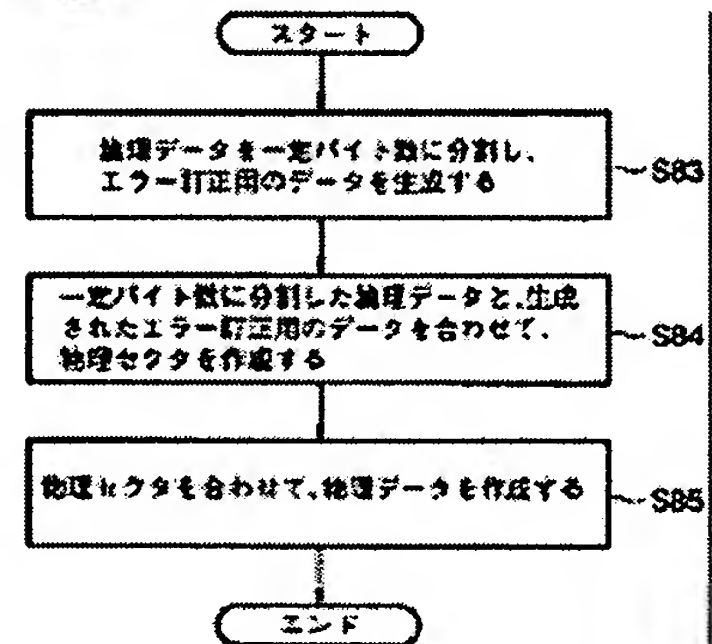 スタート
論理データを一定バイト数に分割し、
エラー訂正用のデータを生成する
S83
一定バイト数に分割した論理データと、生成
されたエラー訂正用のデータを合わせて、
物理セクタを作成する
S84
物理セクタを合わせて、物理データを作成する
S85
エンド